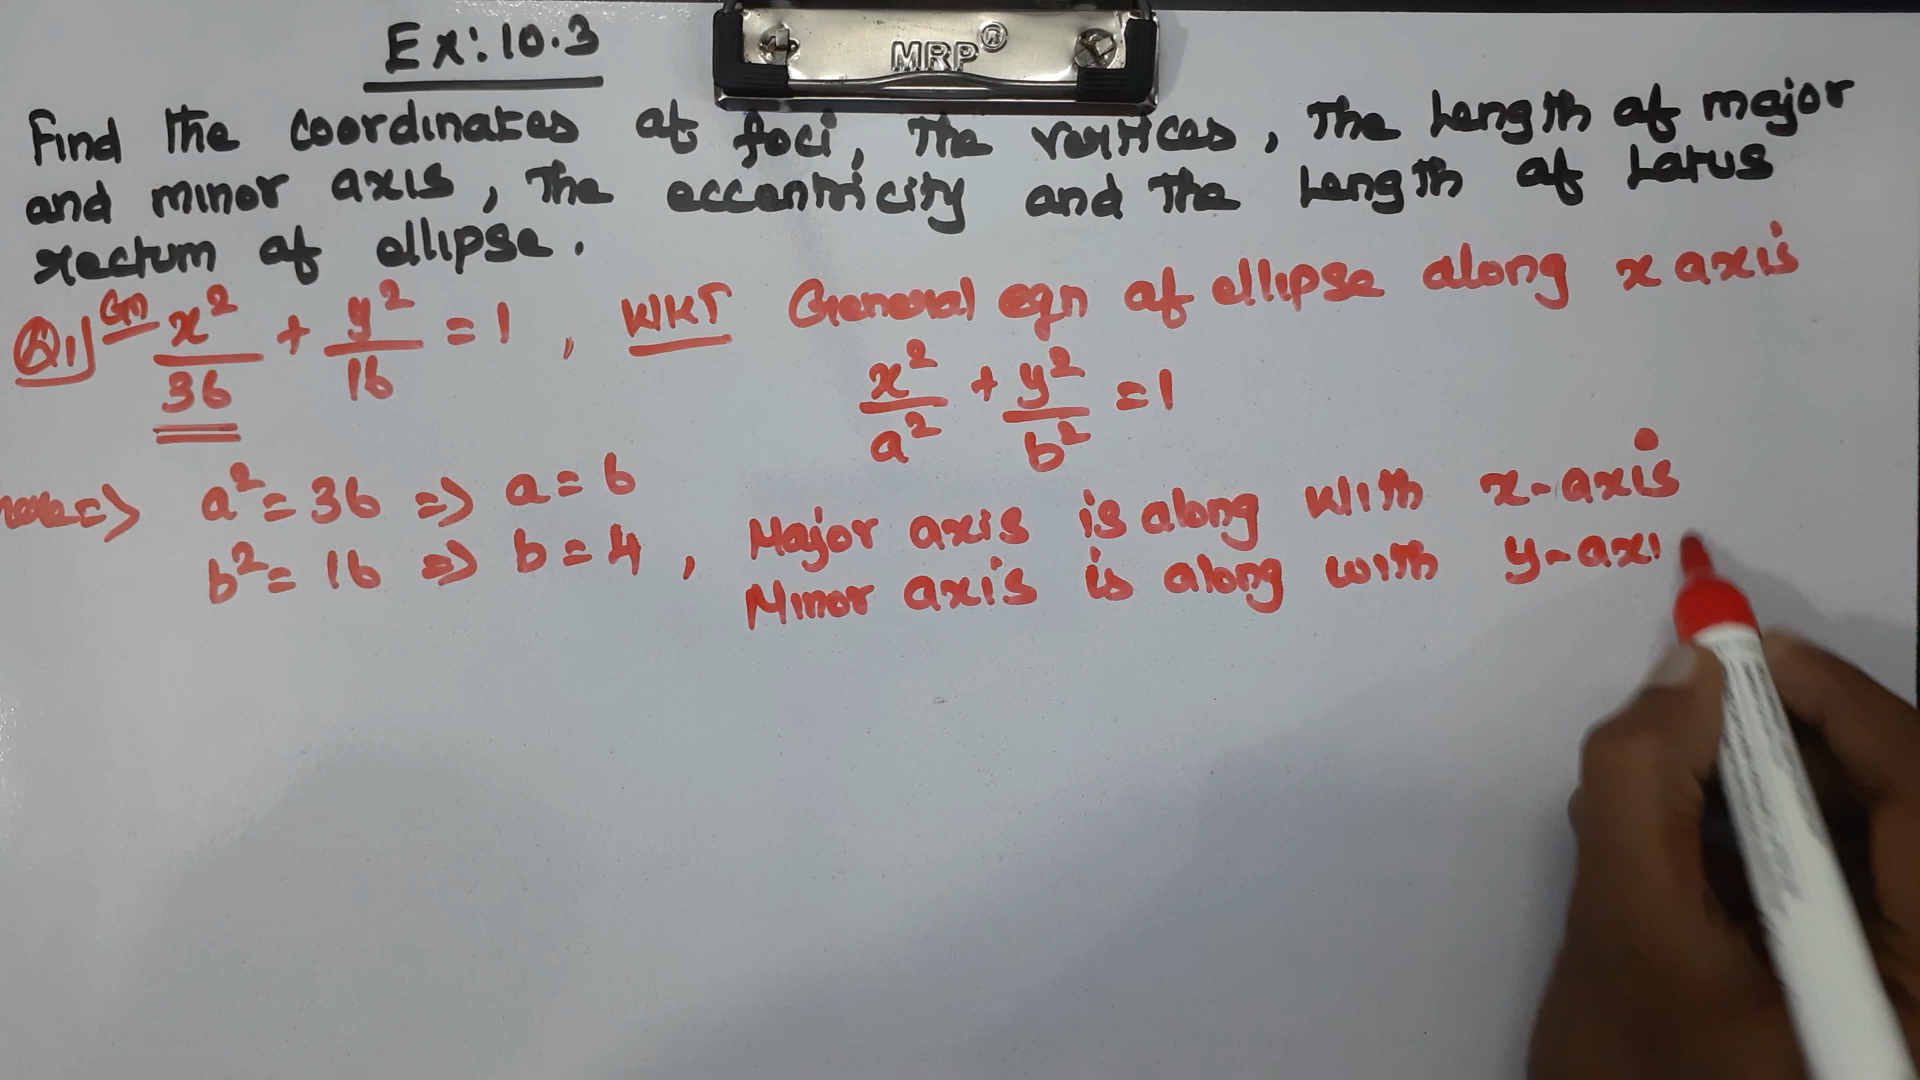 Ex: 10.3
MRP®
Find the coordinates of foci, The vertices, The Length of major
and minor axis, The eccentricity and The Length of Latus
rectum of ellipse.
Q1) Gn x²/36 + y²/16 = 1, WKT General eqn of ellipse along x axis
x²/a² + y²/b² = 1
here => a² = 36 => a = 6
b² = 16 => b = 4, Major axis is along with x-axis
Minor axis is along with y-axi